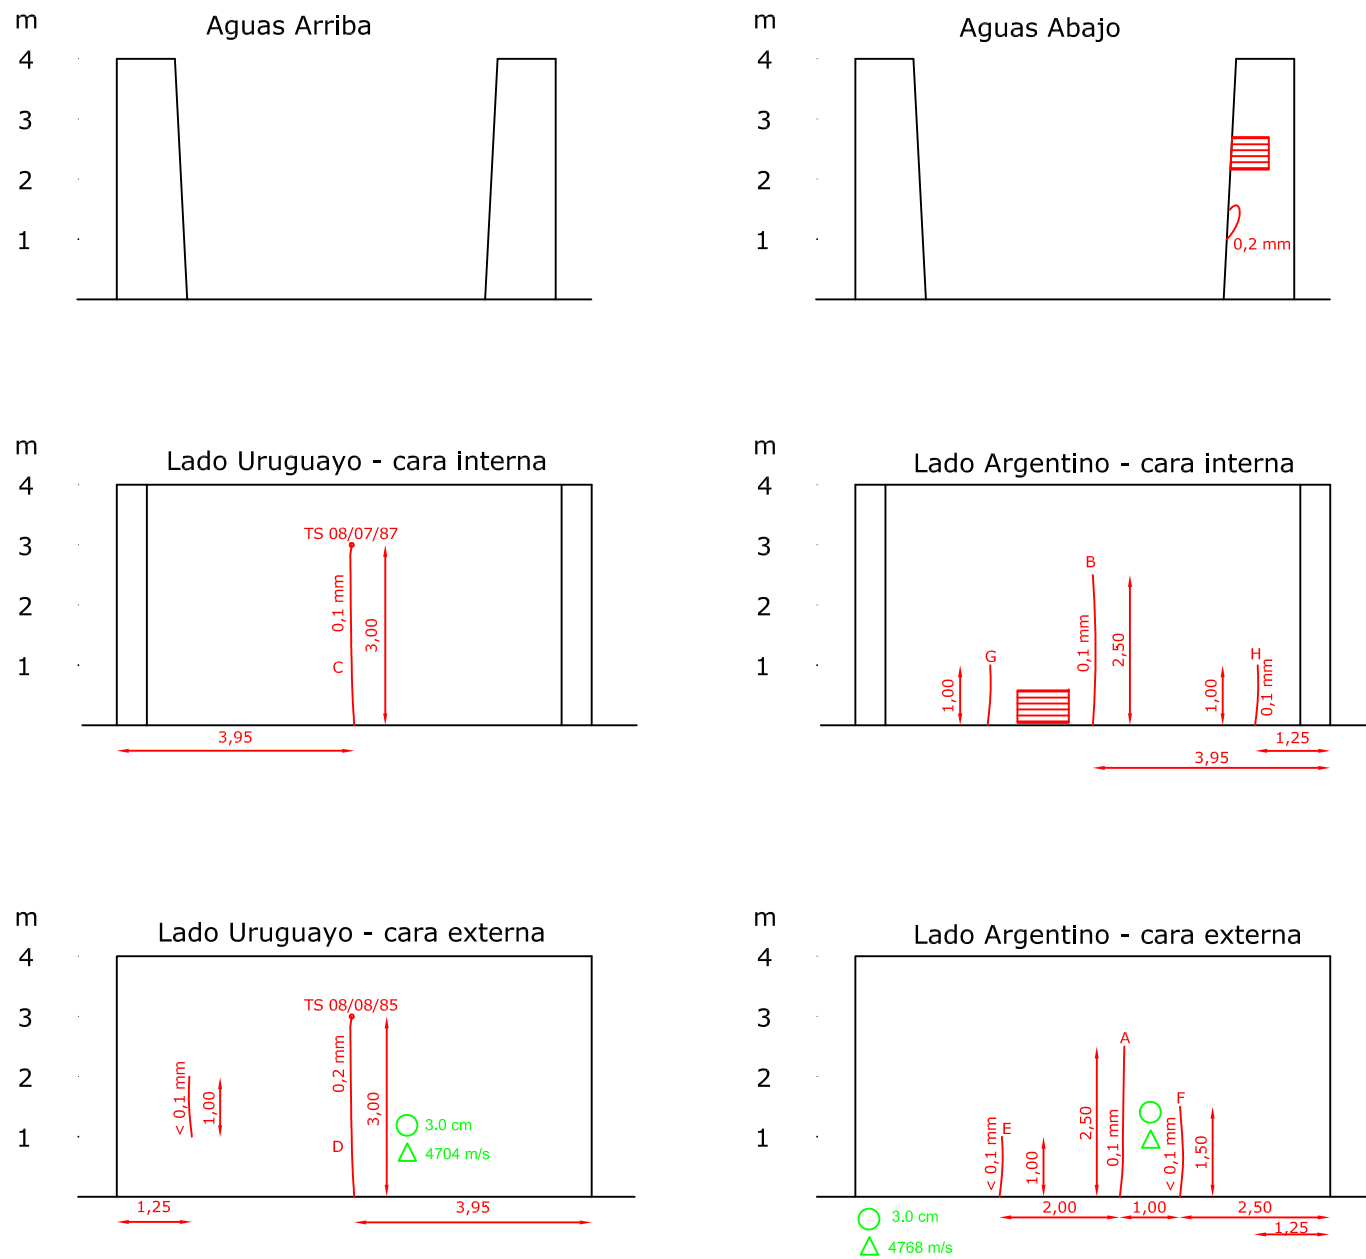 m
Aguas Arriba
4
3
2
1
m
Aguas Abajo
4
3
2
1
0,2 mm
m
Lado Uruguayo - cara interna
4
3
2
1
TS 08/07/87
0,1 mm
3,00
C
3,95
m
Lado Argentino - cara interna
4
3
2
1
B
0,1 mm
2,50
G
1,00
H
1,00
0,1 mm
1,25
3,95
m
Lado Uruguayo - cara externa
4
3
2
1
TS 08/08/85
0,2 mm
3,00
< 0,1 mm
1,00
D
3.0 cm
4704 m/s
1,25
3,95
m
Lado Argentino - cara externa
4
3
2
1
A
2,50
0,1 mm
F
< 0,1 mm
1,50
E
< 0,1 mm
1,00
2,00
1,00
2,50
1,25
3.0 cm
4768 m/s